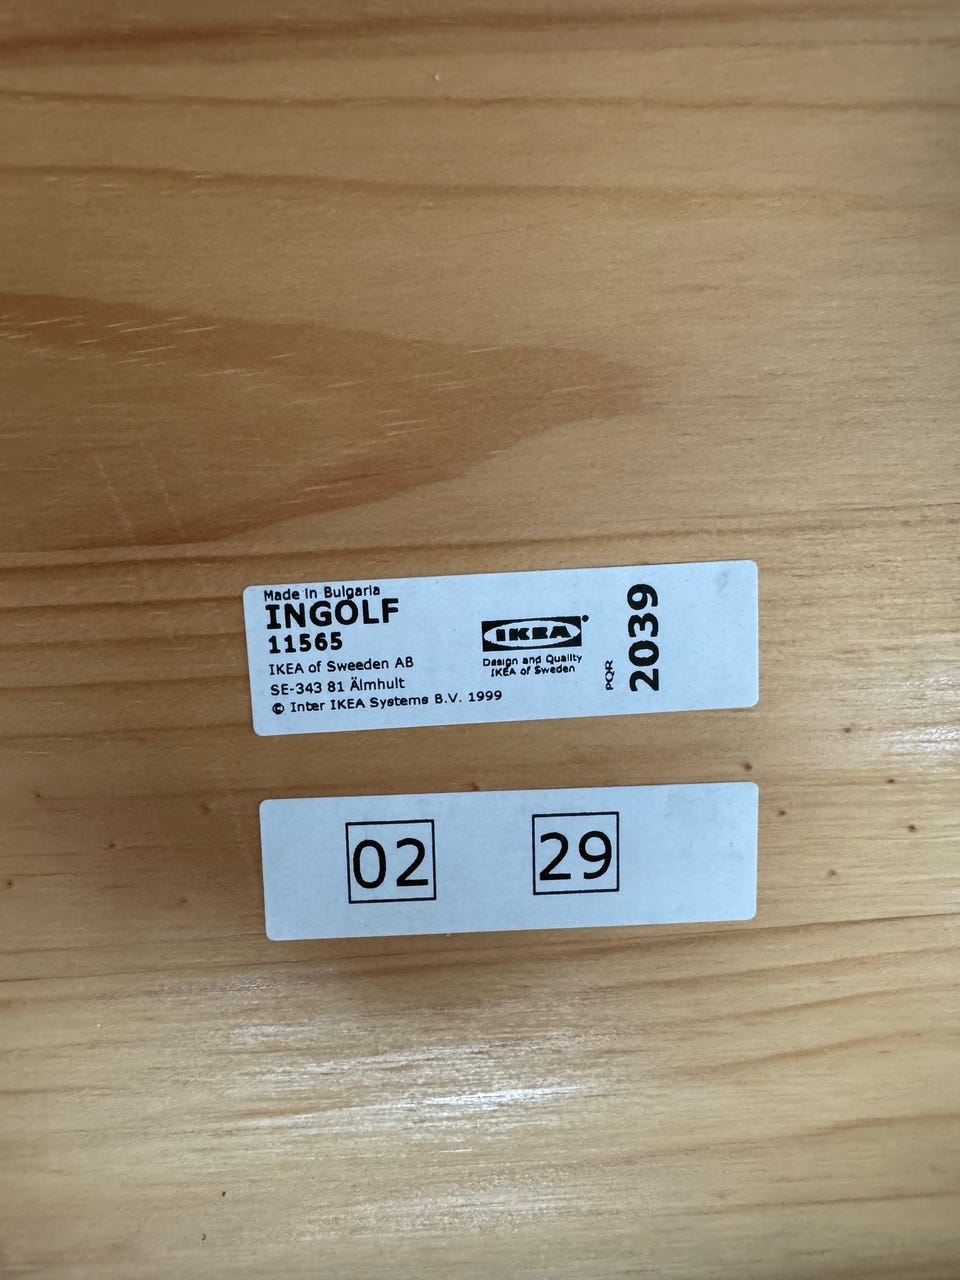 Made in Bulgaria
INGOLF
11565
IKEA of Sweeden AB
SE-343 81 Älmhult
© Inter IKEA Systems B.V. 1999
IKEA®
Design and Quality
IKEA of Sweden
PQR
2039
02 29